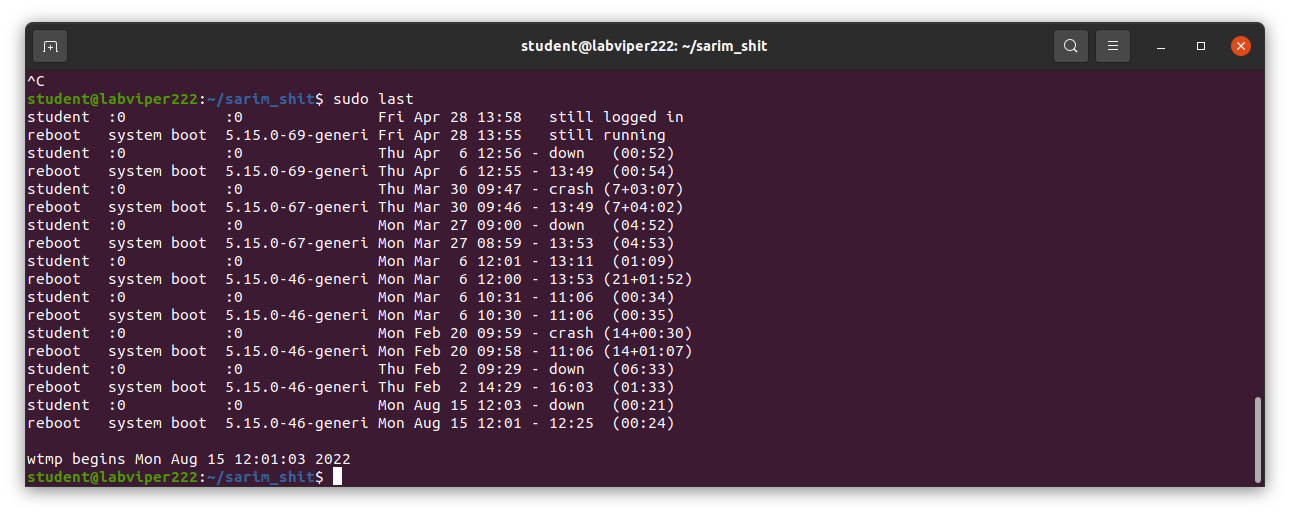 student@labviper222: ~/sarim_shit
^C
student@labviper222:~/sarim_shit$ sudo last
student  :0           :0               Fri Apr 28 13:58   still logged in
reboot   system boot  5.15.0-69-generi Fri Apr 28 13:55   still running
student  :0           :0               Thu Apr  6 12:56 - down   (00:52)
reboot   system boot  5.15.0-69-generi Thu Apr  6 12:55 - 13:49  (00:54)
student  :0           :0               Thu Mar 30 09:47 - crash (7+03:07)
reboot   system boot  5.15.0-67-generi Thu Mar 30 09:46 - 13:49 (7+04:02)
student  :0           :0               Mon Mar 27 09:00 - down   (04:52)
reboot   system boot  5.15.0-67-generi Mon Mar 27 08:59 - 13:53  (04:53)
student  :0           :0               Mon Mar  6 12:01 - 13:11  (01:09)
reboot   system boot  5.15.0-46-generi Mon Mar  6 12:00 - 13:53 (21+01:52)
student  :0           :0               Mon Mar  6 10:31 - 11:06  (00:34)
reboot   system boot  5.15.0-46-generi Mon Mar  6 10:30 - 11:06  (00:35)
student  :0           :0               Mon Feb 20 09:59 - crash (14+00:30)
reboot   system boot  5.15.0-46-generi Mon Feb 20 09:58 - 11:06 (14+01:07)
student  :0           :0               Thu Feb  2 09:29 - down   (06:33)
reboot   system boot  5.15.0-46-generi Thu Feb  2 14:29 - 16:03  (01:33)
student  :0           :0               Mon Aug 15 12:03 - down   (00:21)
reboot   system boot  5.15.0-46-generi Mon Aug 15 12:01 - 12:25  (00:24)
wtmp begins Mon Aug 15 12:01:03 2022
student@labviper222:~/sarim_shit$